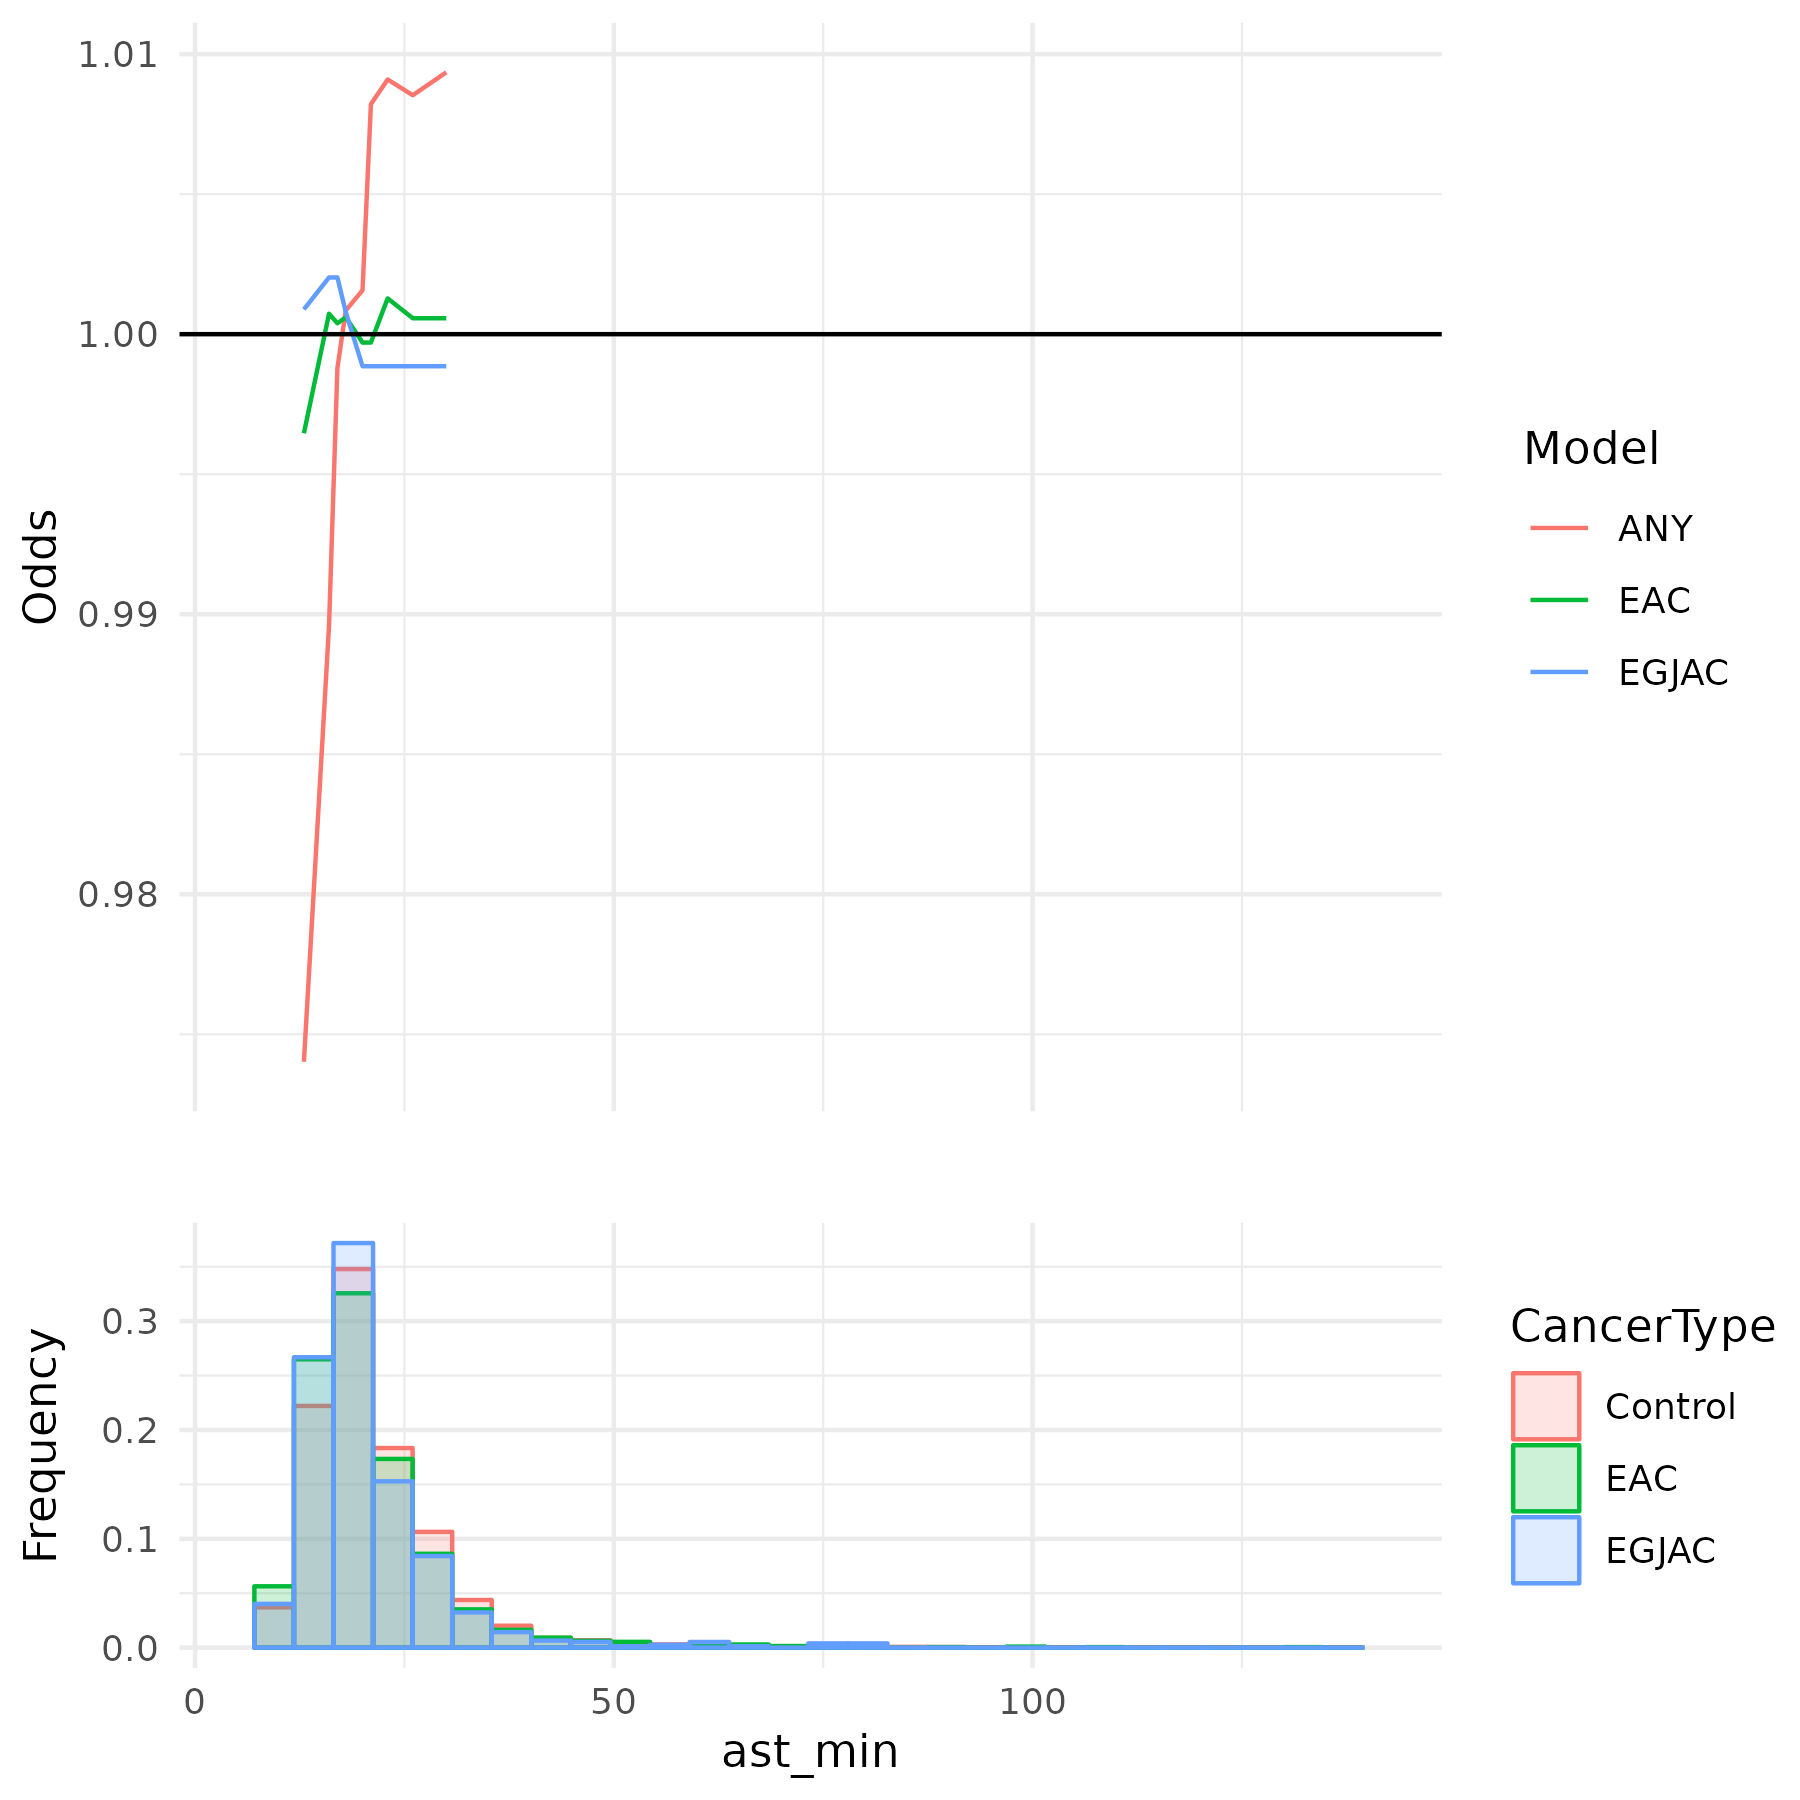 1.01
1.00
0.99
0.98
Odds
Model
ANY
EAC
EGJAC
0.3
0.2
0.1
0.0
Frequency
0
50
100
ast_min
CancerType
Control
EAC
EGJAC